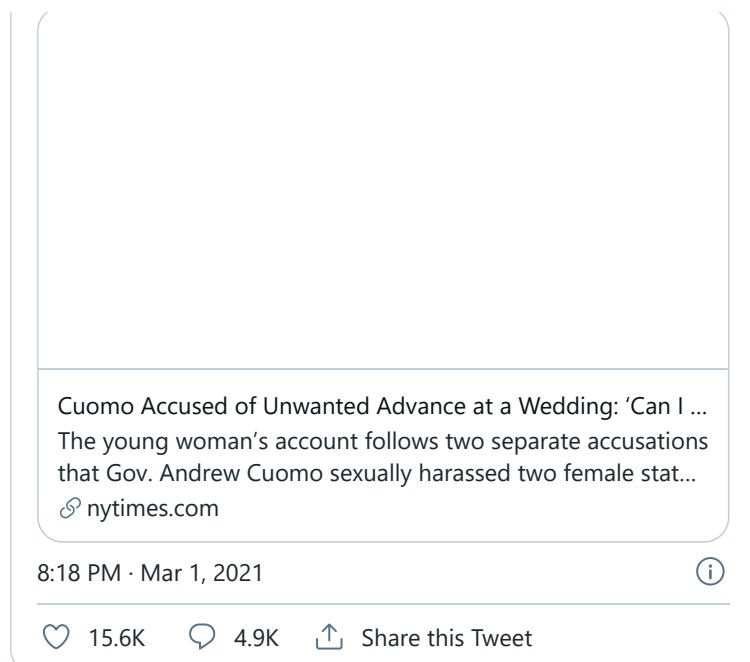 Cuomo Accused of Unwanted Advance at a Wedding: ‘Can I ...
The young woman’s account follows two separate accusations
that Gov. Andrew Cuomo sexually harassed two female stat...
nytimes.com
8:18 PM · Mar 1, 2021
15.6K 4.9K Share this Tweet